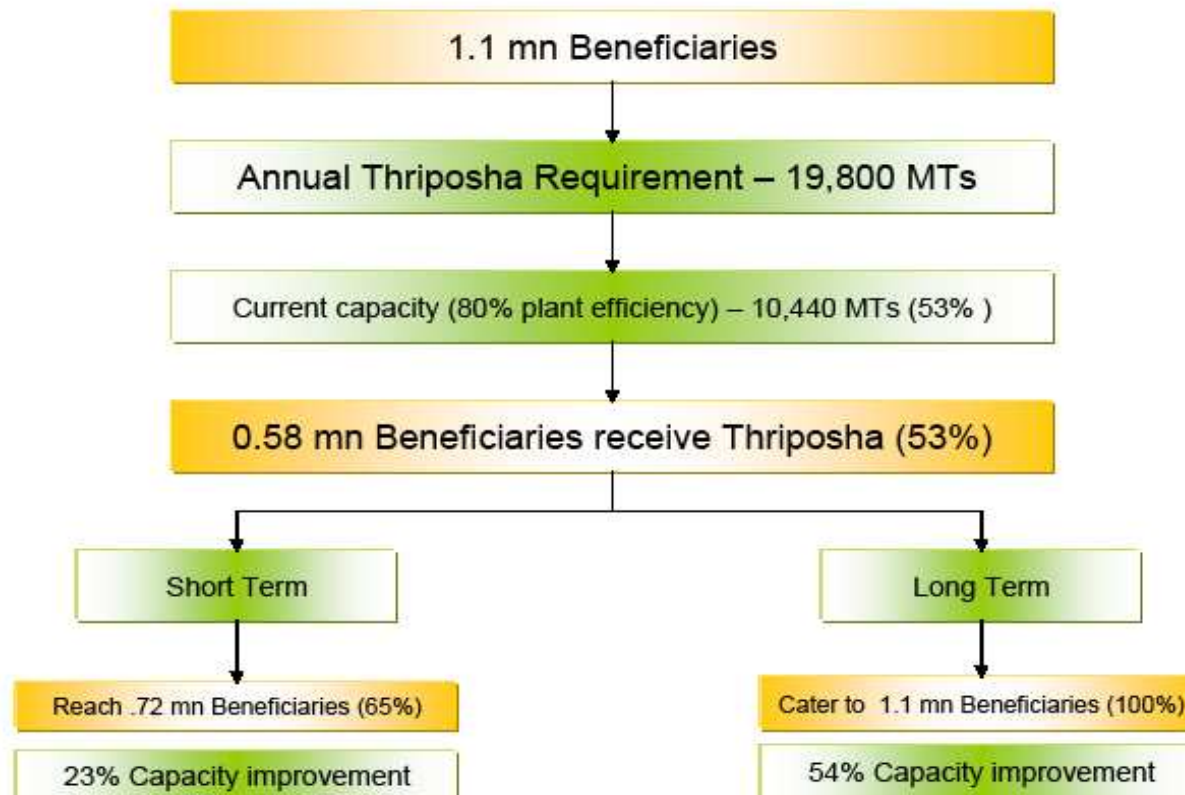 1.1 mn Beneficiaries
Annual Thriposha Requirement – 19,800 MTs
Current capacity (80% plant efficiency) – 10,440 MTs (53% )
0.58 mn Beneficiaries receive Thriposha (53%)
Short Term
Long Term
Reach .72 mn Beneficiaries (65%)
Cater to 1.1 mn Beneficiaries (100%)
23% Capacity improvement
54% Capacity improvement